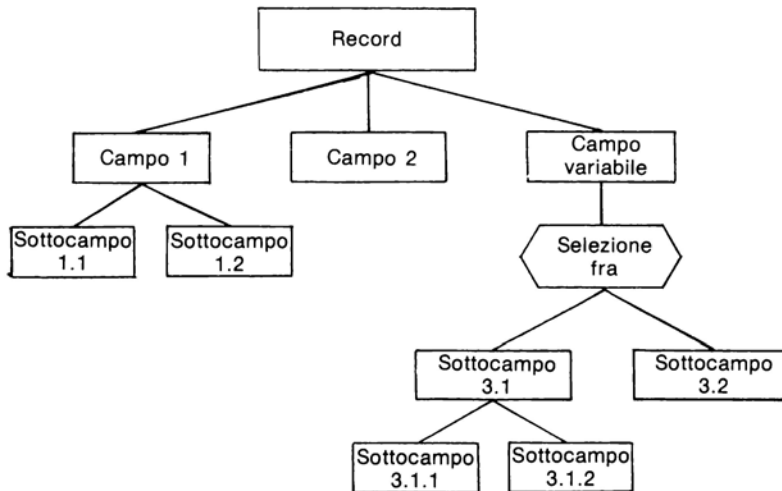 Record
Campo 1
Campo 2
Campo
variabile
Sottocampo
1.1
Sottocampo
1.2
Selezione
fra
Sottocampo
3.1
Sottocampo
3.2
Sottocampo
3.1.1
Sottocampo
3.1.2